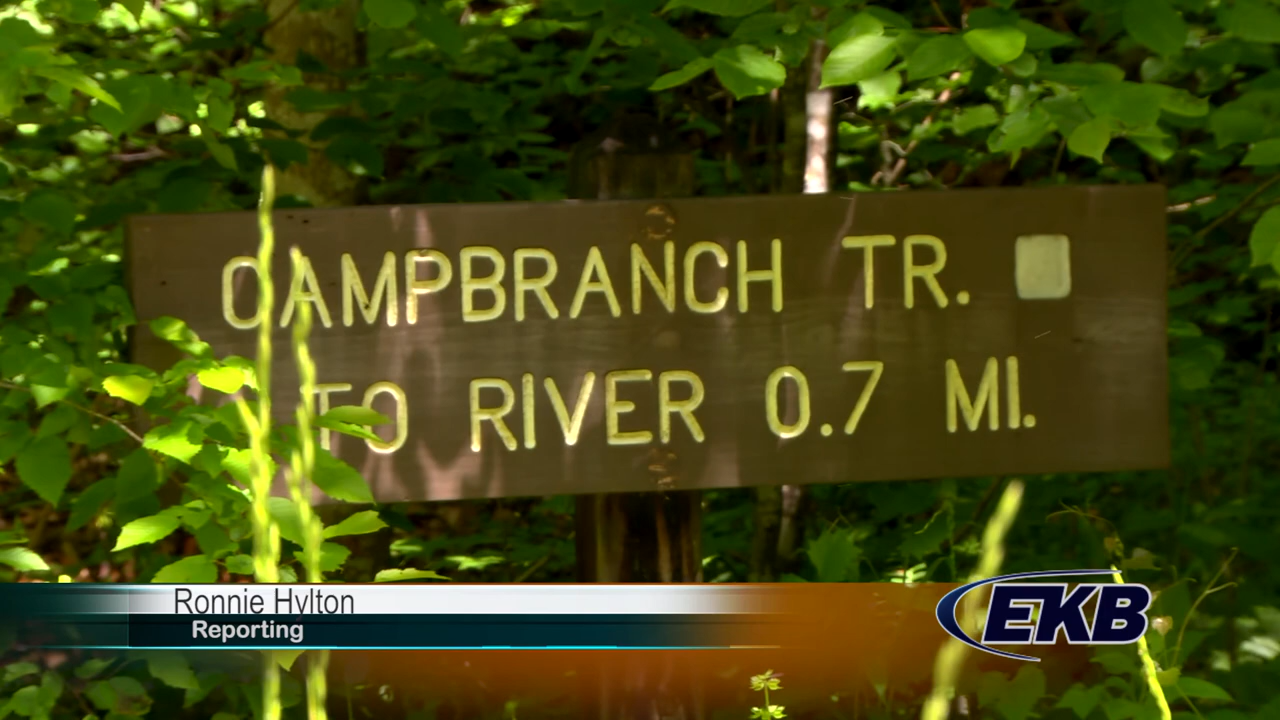 CAMPBRANCH TR.
TO RIVER 0.7 MI.
Ronnie Hylton
Reporting
EKB